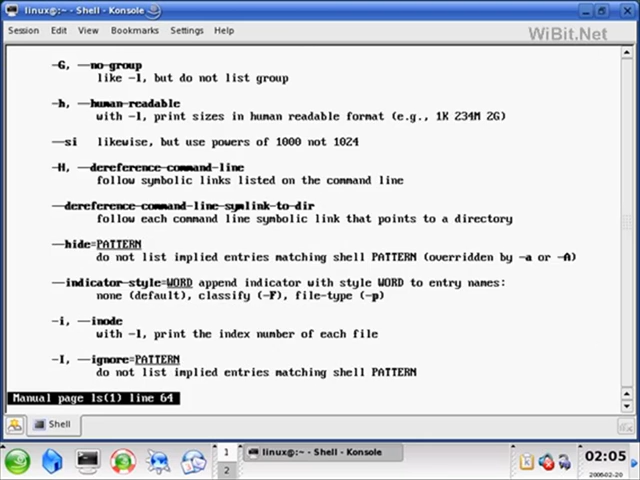 linux@:~ - Shell - Konsole
Session Edit View Bookmarks Settings Help
WiBit.Net
-G, --no-group
like -l, but do not list group
-h, --human-readable
with -l, print sizes in human readable format (e.g., 1K 234M 2G)
--si likewise, but use powers of 1000 not 1024
-H, --dereference-command-line
follow symbolic links listed on the command line
--dereference-command-line-symlink-to-dir
follow each command line symbolic link that points to a directory
--hide=PATTERN
do not list implied entries matching shell PATTERN (overridden by -a or -A)
--indicator-style=WORD append indicator with style WORD to entry names:
none (default), classify (-F), file-type (-p)
-i, --inode
with -l, print the index number of each file
-I, --ignore=PATTERN
do not list implied entries matching shell PATTERN
Manual page ls(1) line 64
Shell
1
2
linux@:~ - Shell - Konsole
02:05
2008-02-20